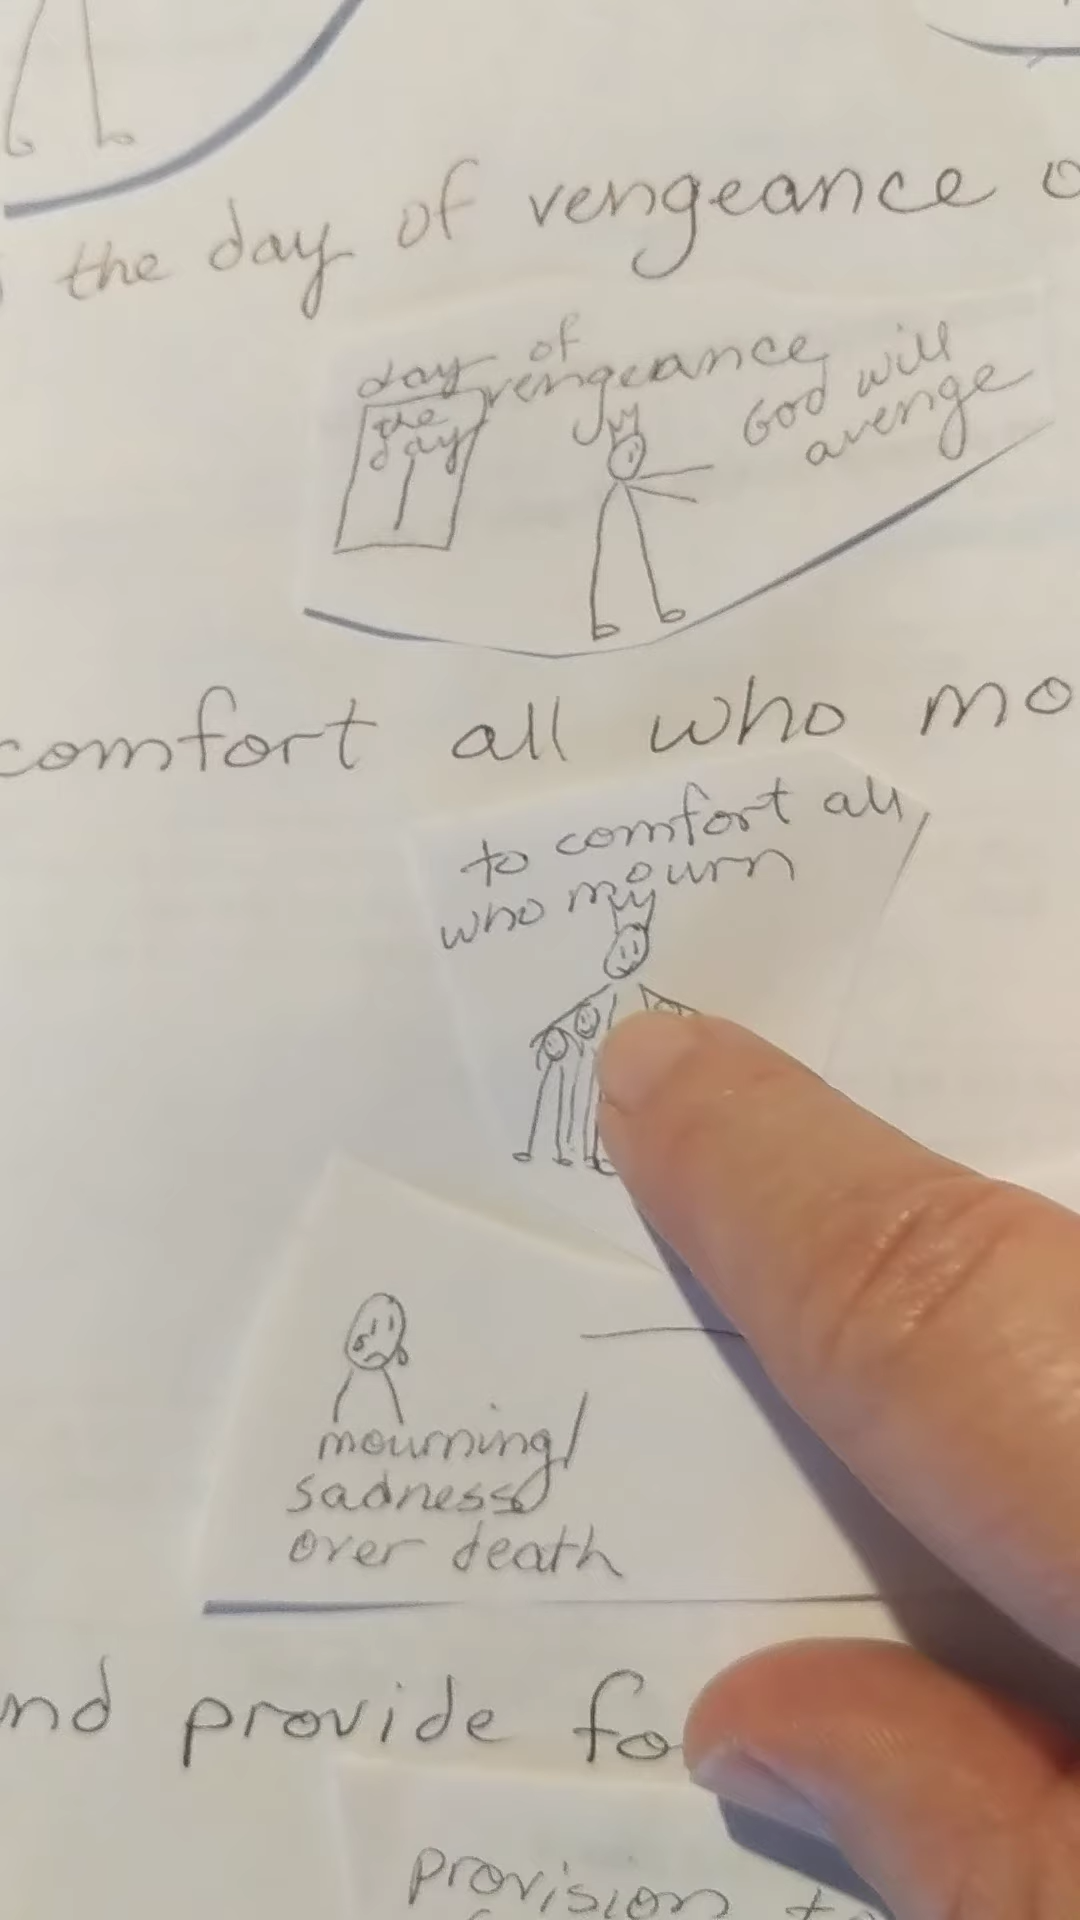 the day of vengeance
day of
vengeance
the
day
God will
avenge
comfort all who mo
to comfort all
who mourn
mourning/
sadness
over death
nd provide fo
provision to